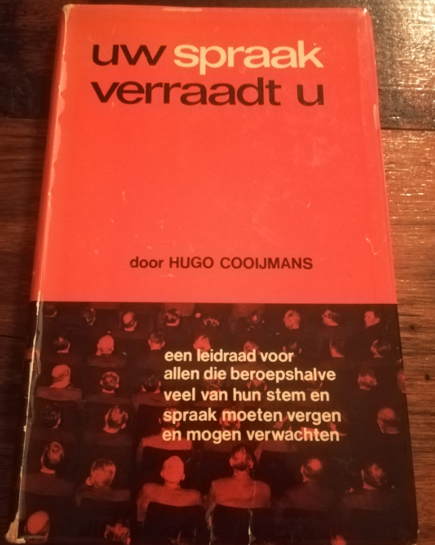 uw spraak
verraadt u
door HUGO COOIJMANS
een leidraad voor
allen die beroepshalve
veel van hun stem en
spraak moeten vergen
en mogen verwachten